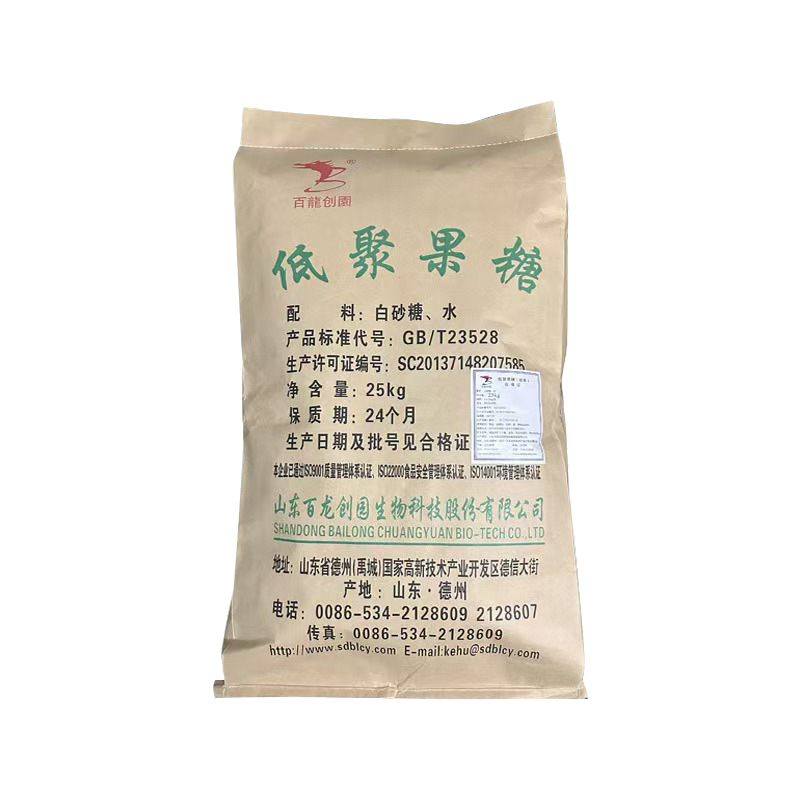 百龍创園
低聚果糖
配 料：白砂糖、水
产品标准代号：GB/T23528
生产许可证编号：SC20137148207585
净含量：25kg
保质期：24个月
生产日期及批号见合格证
25kg
本企业已通过ISO9001质量管理体系认证、ISO22000食品安全管理体系认证、ISO14001环境管理体系认证
山东百龙创园生物科技股份有限公司
SHANDONG BAILONG CHUANGYUAN BIO-TECH CO.,LTD
地址：山东省德州(禹城)国家高新技术产业开发区德信大街
产地：山东·德州
电话：0086-534-2128609 2128607
传真：0086-534-2128609
http://www.sdblcy.com E-mail:kehu@sdblcy.com